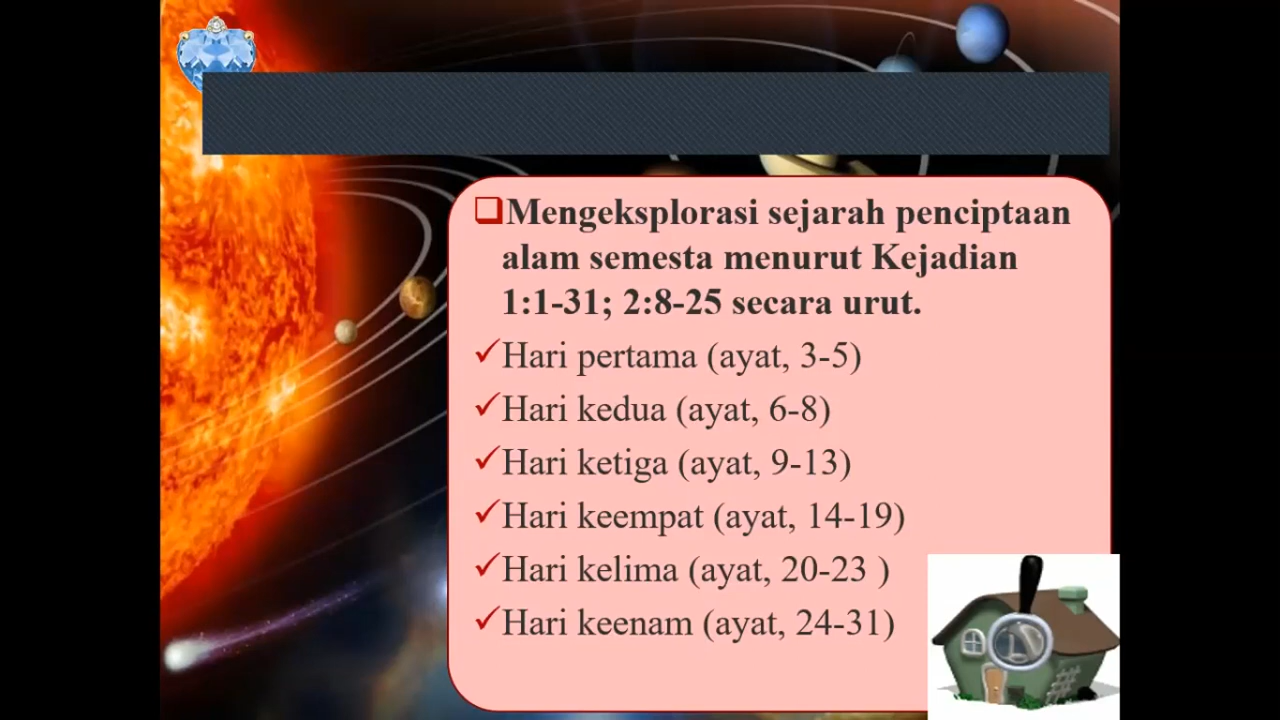 Mengeksplorasi sejarah penciptaan
alam semesta menurut Kejadian
1:1-31; 2:8-25 secara urut.
Hari pertama (ayat, 3-5)
Hari kedua (ayat, 6-8)
Hari ketiga (ayat, 9-13)
Hari keempat (ayat, 14-19)
Hari kelima (ayat, 20-23 )
Hari keenam (ayat, 24-31)